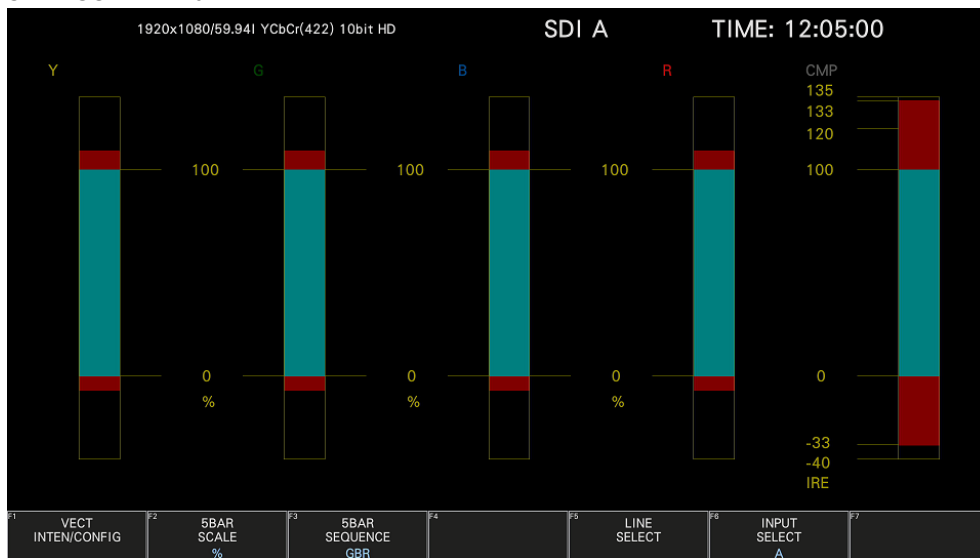 1920x1080/59.94I YCbCr(422) 10bit HD SDI A TIME: 12:05:00
Y G B R CMP
135
133
120
100 100 100 100
0 0 0 0
% % %
-33
-40
IRE
F1 VECT INTEN/CONFIG
F2 5BAR SCALE %
F3 5BAR SEQUENCE GBR
F4
F5 LINE SELECT
F6 INPUT SELECT A
F7